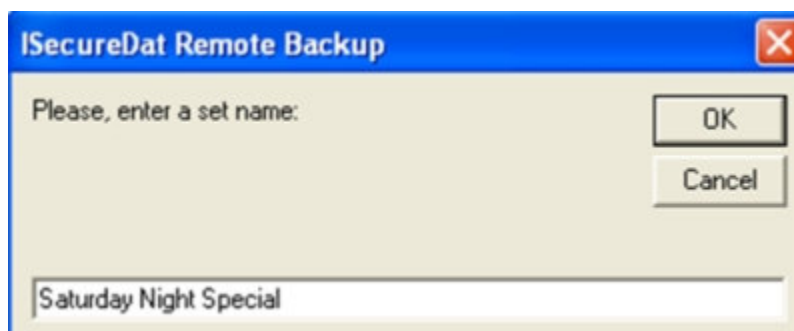 ISecureDat Remote Backup
Please, enter a set name:
OK
Cancel
Saturday Night Special